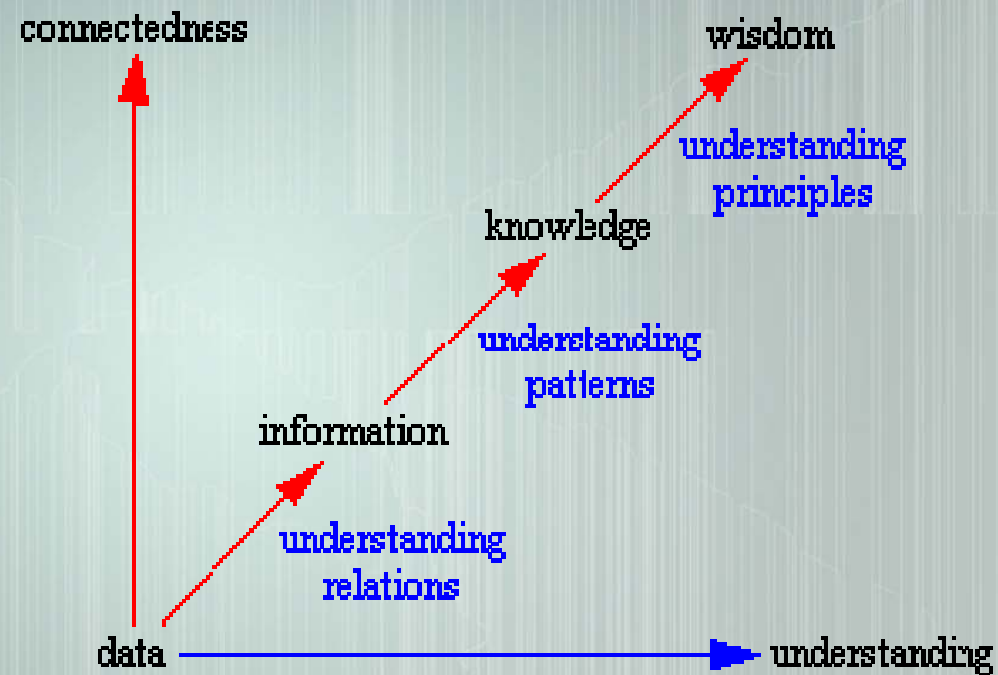 connectedness
wisdom
understanding
principles
knowledge
understanding
patterns
information
understanding
relations
data
understanding